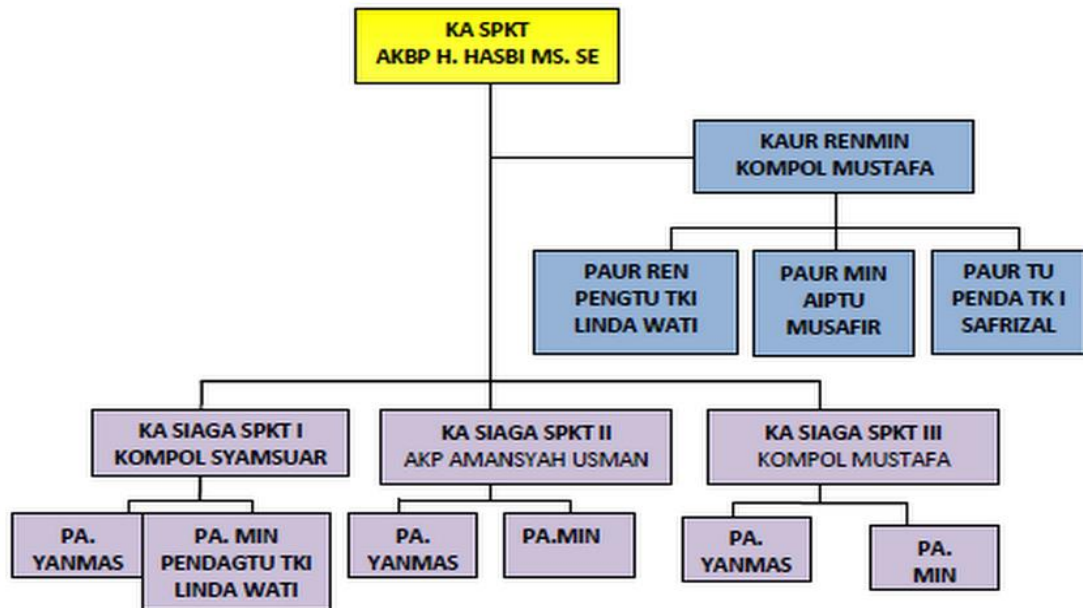 KA SPKT
AKBP H. HASBI MS. SE
KAUR RENMIN
KOMPOL MUSTAFA
PAUR REN
PENGTU TKI
LINDA WATI
PAUR MIN
AIPTU
MUSAFIR
PAUR TU
PENDA TK I
SAFRIZAL
KA SIAGA SPKT I
KOMPOL SYAMSUAR
KA SIAGA SPKT II
AKP AMANSYAH USMAN
KA SIAGA SPKT III
KOMPOL MUSTAFA
PA.
YANMAS
PA. MIN
PENDAGTU TKI
LINDA WATI
PA.
YANMAS
PA.MIN
PA.
YANMAS
PA.
MIN